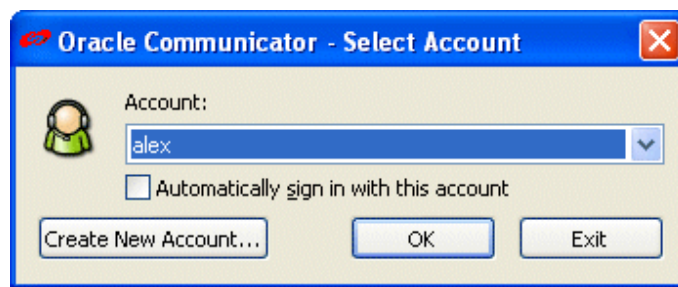 Oracle Communicator - Select Account
Account:
alex
Automatically sign in with this account
Create New Account... OK Exit